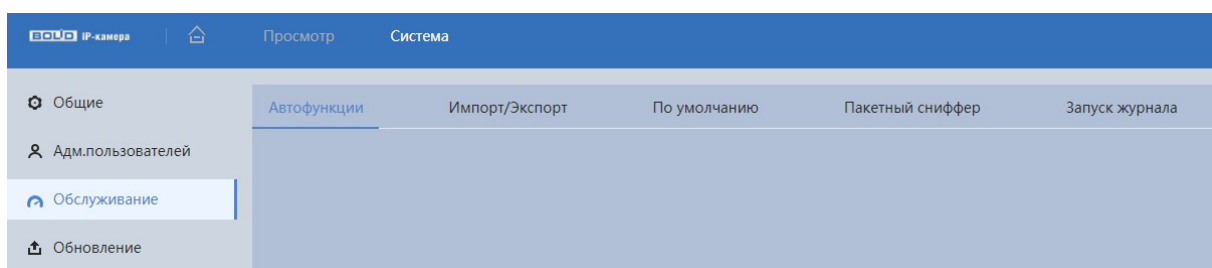 BOLID IP-камера Просмотр Система
Общие
Автофункции Импорт/Экспорт По умолчанию Пакетный сниффер Запуск журнала
Адм.пользователей
Обслуживание
Обновление